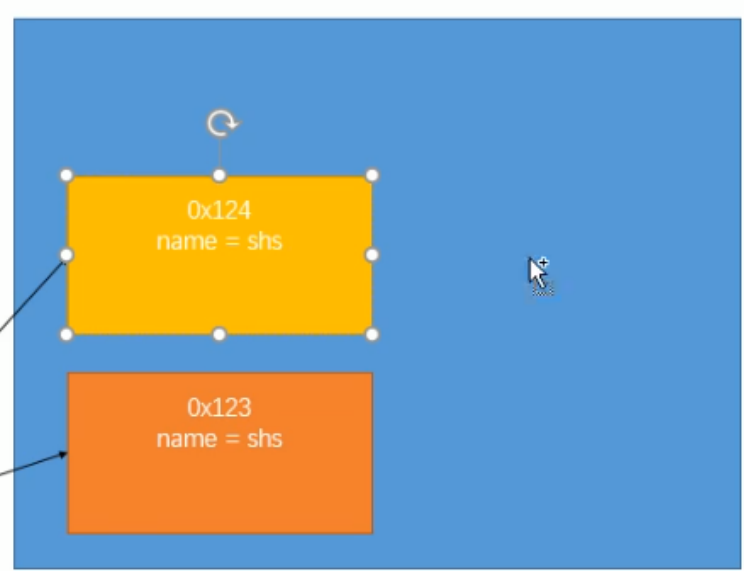 0x124
name = shs
0x123
name = shs